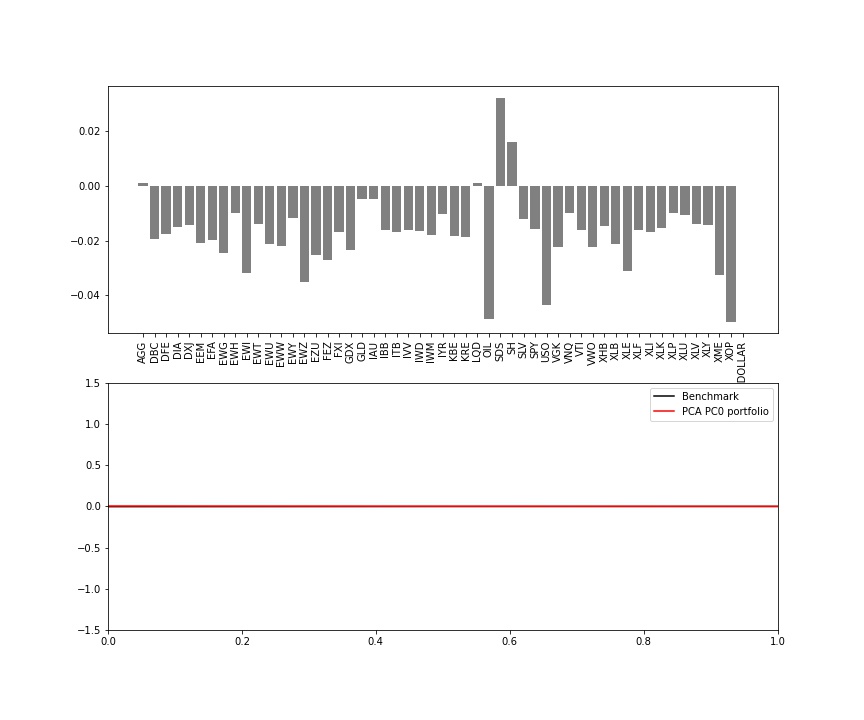 0.02
0.00
−0.02
−0.04
AGG DBC DFE DIA DXJ EEM EFA EWG EWH EWI EWT EWU EWW EWY EWZ EZU FEZ FXI GDX GLD IAU IBB ITB IVV IWD IWM IYR KBE KRE LQD OIL SDS SH SLV SPY USO VGK VNQ VTI VWO XHB XLB XLE XLF XLI XLK XLP XLU XLV XLY XME XOP DOLLAR
1.5
1.0
0.5
0.0
−0.5
−1.0
−1.5
Benchmark
PCA PC0 portfolio
0.0 0.2 0.4 0.6 0.8 1.0